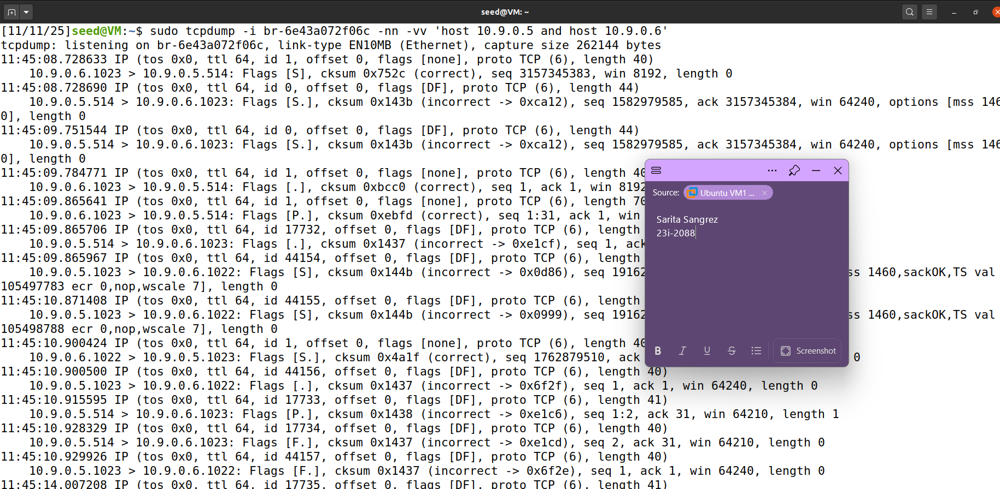 seed@VM: ~
[11/11/25]seed@VM:~$ sudo tcpdump -i br-6e43a072f06c -nn -vv 'host 10.9.0.5 and host 10.9.0.6'
tcpdump: listening on br-6e43a072f06c, link-type EN10MB (Ethernet), capture size 262144 bytes
11:45:08.728633 IP (tos 0x0, ttl 64, id 1, offset 0, flags [none], proto TCP (6), length 40)
10.9.0.6.1023 > 10.9.0.5.514: Flags [S], cksum 0x752c (correct), seq 3157345383, win 8192, length 0
11:45:08.728690 IP (tos 0x0, ttl 64, id 0, offset 0, flags [DF], proto TCP (6), length 44)
10.9.0.5.514 > 10.9.0.6.1023: Flags [S.], cksum 0x143b (incorrect -> 0xca12), seq 1582979585, ack 3157345384, win 64240, options [mss 146
0], length 0
11:45:09.751544 IP (tos 0x0, ttl 64, id 0, offset 0, flags [DF], proto TCP (6), length 44)
10.9.0.5.514 > 10.9.0.6.1023: Flags [S.], cksum 0x143b (incorrect -> 0xca12), seq 1582979585, ack 3157345384, win 64240, options [mss 146
0], length 0
11:45:09.784771 IP (tos 0x0, ttl 64, id 1, offset 0, flags [none], proto TCP (6), length 40
10.9.0.6.1023 > 10.9.0.5.514: Flags [.], cksum 0xbcc0 (correct), seq 1, ack 1, win 8192
11:45:09.865641 IP (tos 0x0, ttl 64, id 1, offset 0, flags [none], proto TCP (6), length 70
10.9.0.6.1023 > 10.9.0.5.514: Flags [P.], cksum 0xebfd (correct), seq 1:31, ack 1, win
11:45:09.865706 IP (tos 0x0, ttl 64, id 17732, offset 0, flags [DF], proto TCP (6), length
10.9.0.5.514 > 10.9.0.6.1023: Flags [.], cksum 0x1437 (incorrect -> 0xe1cf), seq 1, ack
11:45:09.865967 IP (tos 0x0, ttl 64, id 44154, offset 0, flags [DF], proto TCP (6), length
10.9.0.5.1023 > 10.9.0.6.1022: Flags [S], cksum 0x144b (incorrect -> 0x0d86), seq 19162 ss 1460,sackOK,TS val
105497783 ecr 0,nop,wscale 7], length 0
11:45:10.871408 IP (tos 0x0, ttl 64, id 44155, offset 0, flags [DF], proto TCP (6), length
10.9.0.5.1023 > 10.9.0.6.1022: Flags [S], cksum 0x144b (incorrect -> 0x0999), seq 19162 ss 1460,sackOK,TS val
105498788 ecr 0,nop,wscale 7], length 0
11:45:10.900424 IP (tos 0x0, ttl 64, id 1, offset 0, flags [none], proto TCP (6), length 40
10.9.0.6.1022 > 10.9.0.5.1023: Flags [S.], cksum 0x4a1f (correct), seq 1762879510, ack 0
11:45:10.900500 IP (tos 0x0, ttl 64, id 44156, offset 0, flags [DF], proto TCP (6), length 40)
10.9.0.5.1023 > 10.9.0.6.1022: Flags [.], cksum 0x1437 (incorrect -> 0x6f2f), seq 1, ack 1, win 64240, length 0
11:45:10.915595 IP (tos 0x0, ttl 64, id 17733, offset 0, flags [DF], proto TCP (6), length 41)
10.9.0.5.514 > 10.9.0.6.1023: Flags [P.], cksum 0x1438 (incorrect -> 0xe1c6), seq 1:2, ack 31, win 64210, length 1
11:45:10.928329 IP (tos 0x0, ttl 64, id 17734, offset 0, flags [DF], proto TCP (6), length 40)
10.9.0.5.514 > 10.9.0.6.1023: Flags [F.], cksum 0x1437 (incorrect -> 0xe1cd), seq 2, ack 31, win 64210, length 0
11:45:10.929926 IP (tos 0x0, ttl 64, id 44157, offset 0, flags [DF], proto TCP (6), length 40)
10.9.0.5.1023 > 10.9.0.6.1022: Flags [F.], cksum 0x1437 (incorrect -> 0x6f2e), seq 1, ack 1, win 64240, length 0
11:45:14.007208 IP (tos 0x0, ttl 64, id 17735, offset 0, flags [DF], proto TCP (6), length 41)
Source: Ubuntu VM1 ...
Sarita Sangrez
23i-2088
B I U S Screenshot